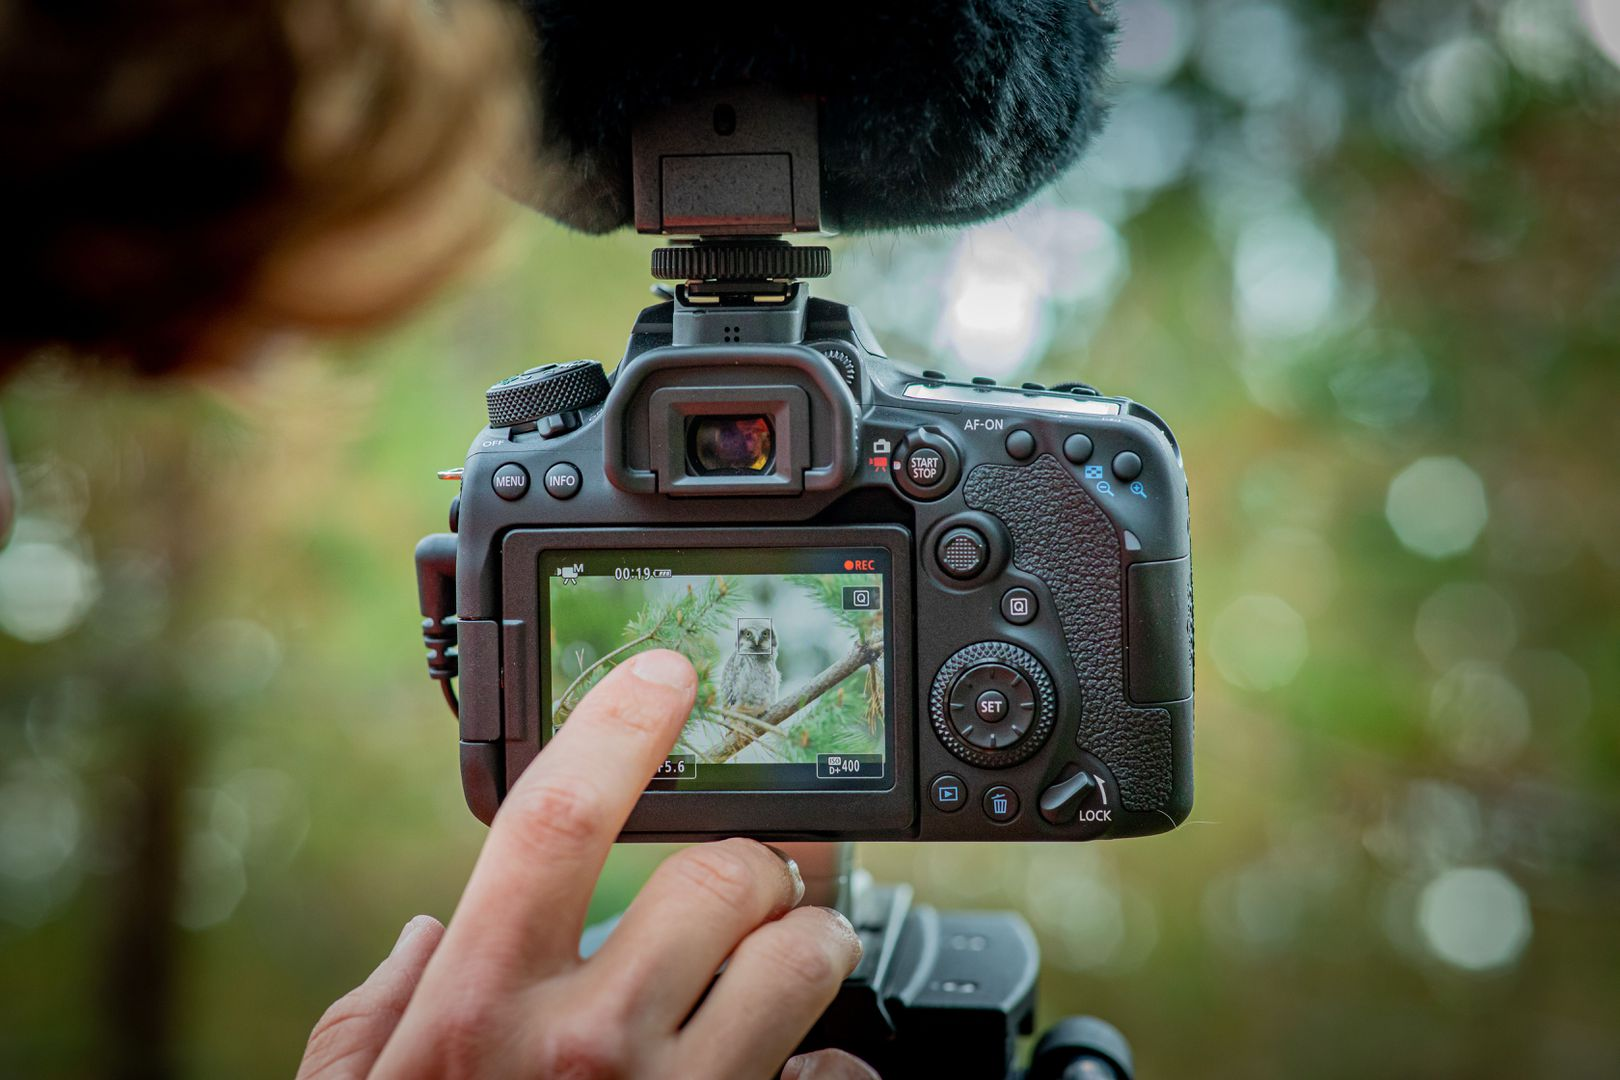 OFF
MENU
INFO
START
STOP
AF-ON
M
00:19
REC
Q
5.6
ISO
D+400
Q
SET
LOCK